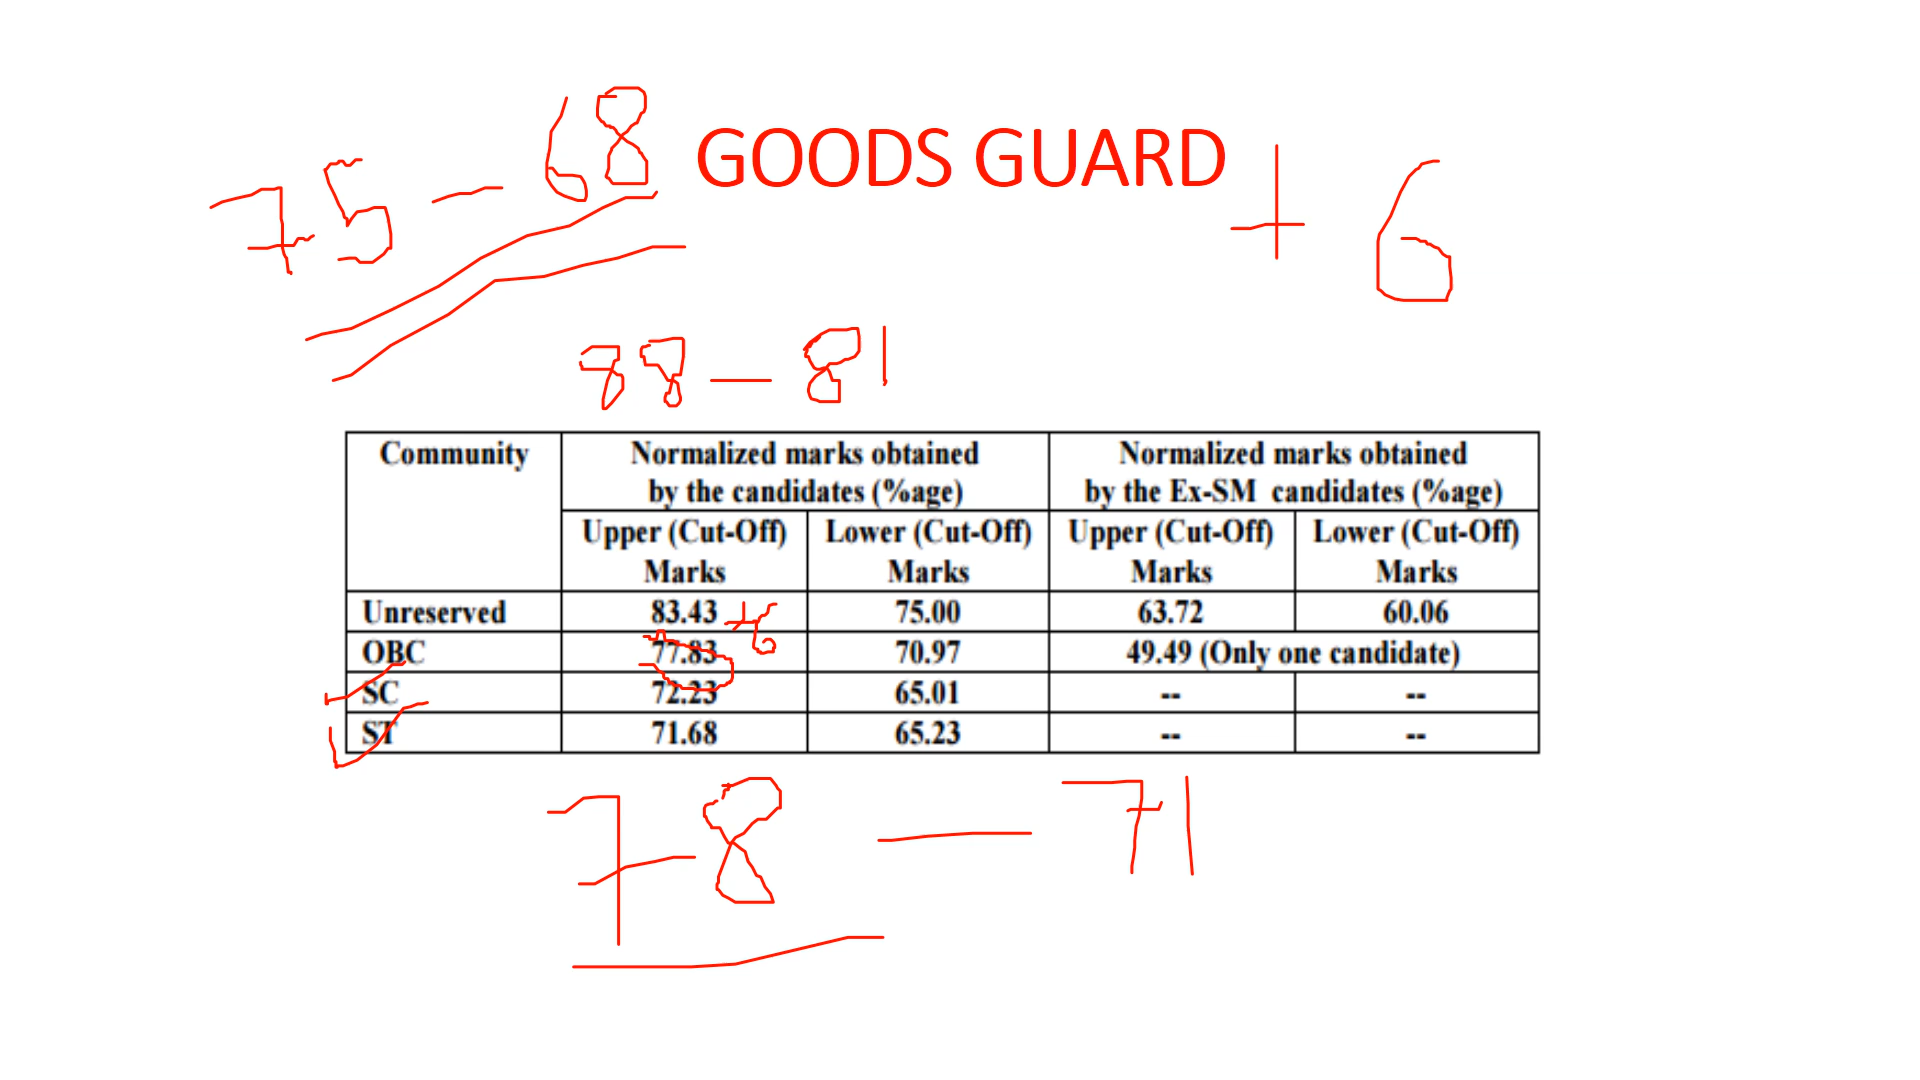 75 - 68
GOODS GUARD
+ 6
88 - 81
Community
Normalized marks obtained by the candidates (%age)
Normalized marks obtained by the Ex-SM candidates (%age)
Upper (Cut-Off) Marks
Lower (Cut-Off) Marks
Upper (Cut-Off) Marks
Lower (Cut-Off) Marks
Unreserved 83.43 +6 75.00 63.72 60.06
OBC 77.83 70.97 49.49 (Only one candidate)
SC 72.23 65.01 -- --
ST 71.68 65.23 -- --
78 - 71